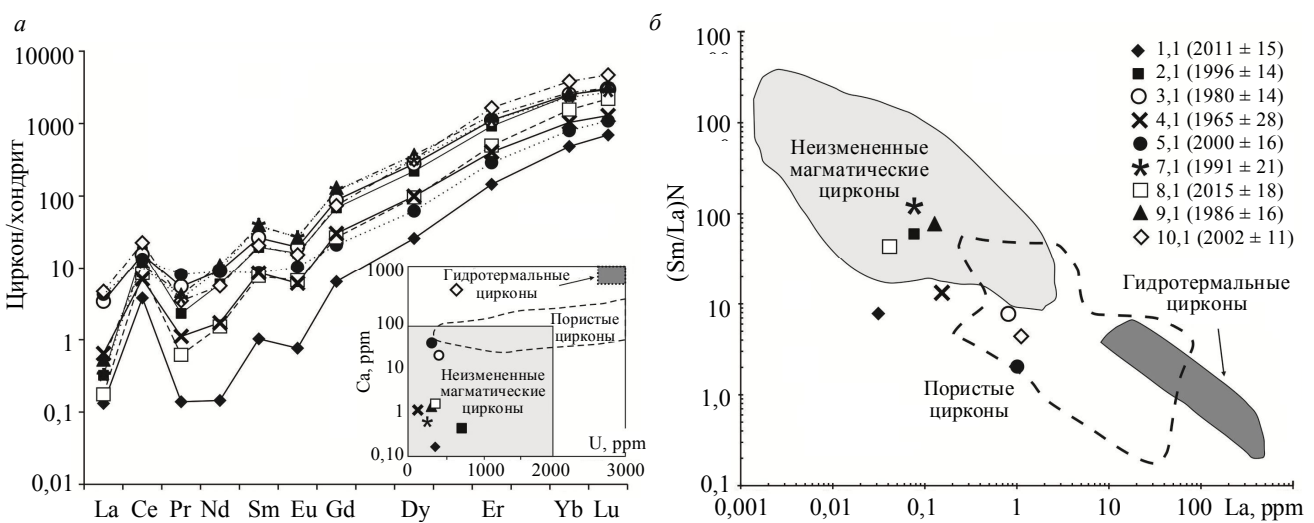 а
10000
1000
100
10
1
0,1
0,01
Циркон/хондрит
La Ce Pr Nd Sm Eu Gd Dy Er Yb Lu
1000
100
10
1
0,10
Ca, ppm
Гидротермальные
цирконы
Пористые
цирконы
Неизмененные
магматические
цирконы
U, ppm
0 1000 2000 3000
б
100
100
100
10
1,0
0,1
(Sm/La)N
0,001 0,01 0,1 1 10 100 La, ppm
Неизмененные
магматические
цирконы
Гидротермальные
цирконы
Пористые
цирконы
1,1 (2011 ± 15)
2,1 (1996 ± 14)
3,1 (1980 ± 14)
4,1 (1965 ± 28)
5,1 (2000 ± 16)
7,1 (1991 ± 21)
8,1 (2015 ± 18)
9,1 (1986 ± 16)
10,1 (2002 ± 11)